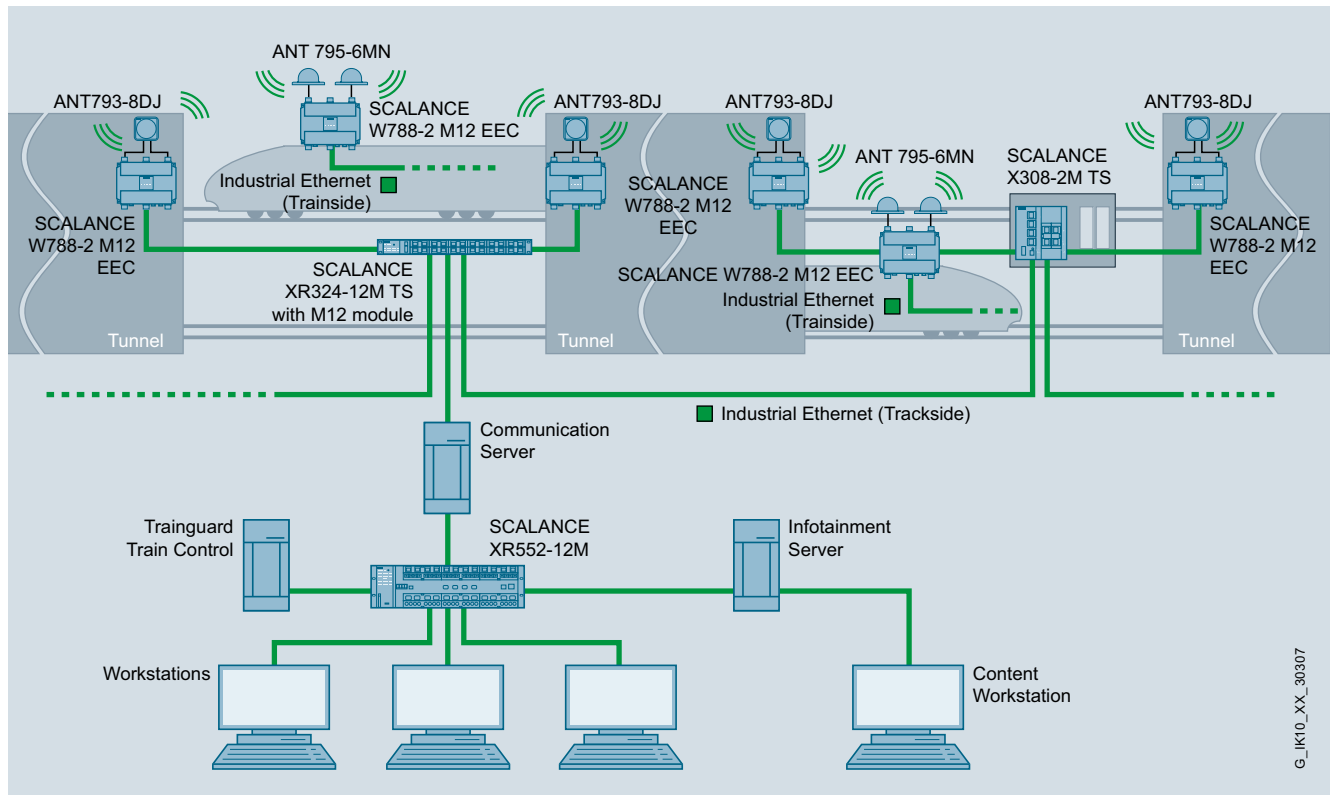 ANT 795-6MN
ANT793-8DJ
SCALANCE
W788-2 M12 EEC
ANT793-8DJ
ANT793-8DJ
ANT793-8DJ
Industrial Ethernet
(Trainside)
SCALANCE
W788-2 M12
EEC
SCALANCE
XR324-12M TS
with M12 module
SCALANCE
W788-2 M12
EEC
ANT 795-6MN
SCALANCE
X308-2M TS
SCALANCE
W788-2 M12
EEC
SCALANCE W788-2 M12 EEC
Industrial Ethernet
(Trainside)
Tunnel
Tunnel
Tunnel
Industrial Ethernet (Trackside)
Communication
Server
Trainguard
Train Control
SCALANCE
XR552-12M
Infotainment
Server
Workstations
Content
Workstation
G_IK10_XX_30307